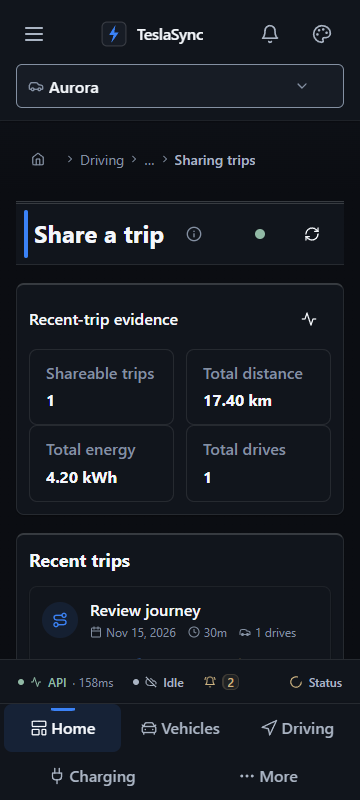 TeslaSync
Aurora
Driving
...
Sharing trips
Share a trip
Recent-trip evidence
Shareable trips
1
Total distance
17.40 km
Total energy
4.20 kWh
Total drives
1
Recent trips
Review journey
Nov 15, 2026 30m 1 drives
API · 158ms Idle 2 Status
Home Vehicles Driving
Charging More